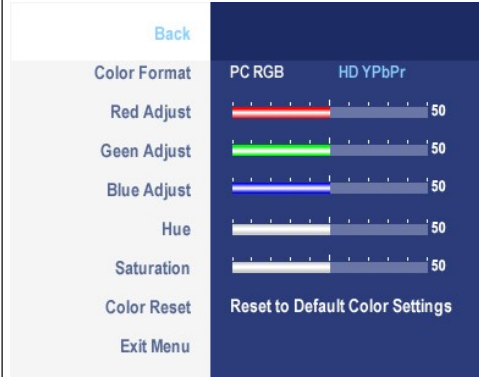 Back
Color Format PC RGB HD YPbPr
Red Adjust 50
Geen Adjust 50
Blue Adjust 50
Hue 50
Saturation 50
Color Reset Reset to Default Color Settings
Exit Menu